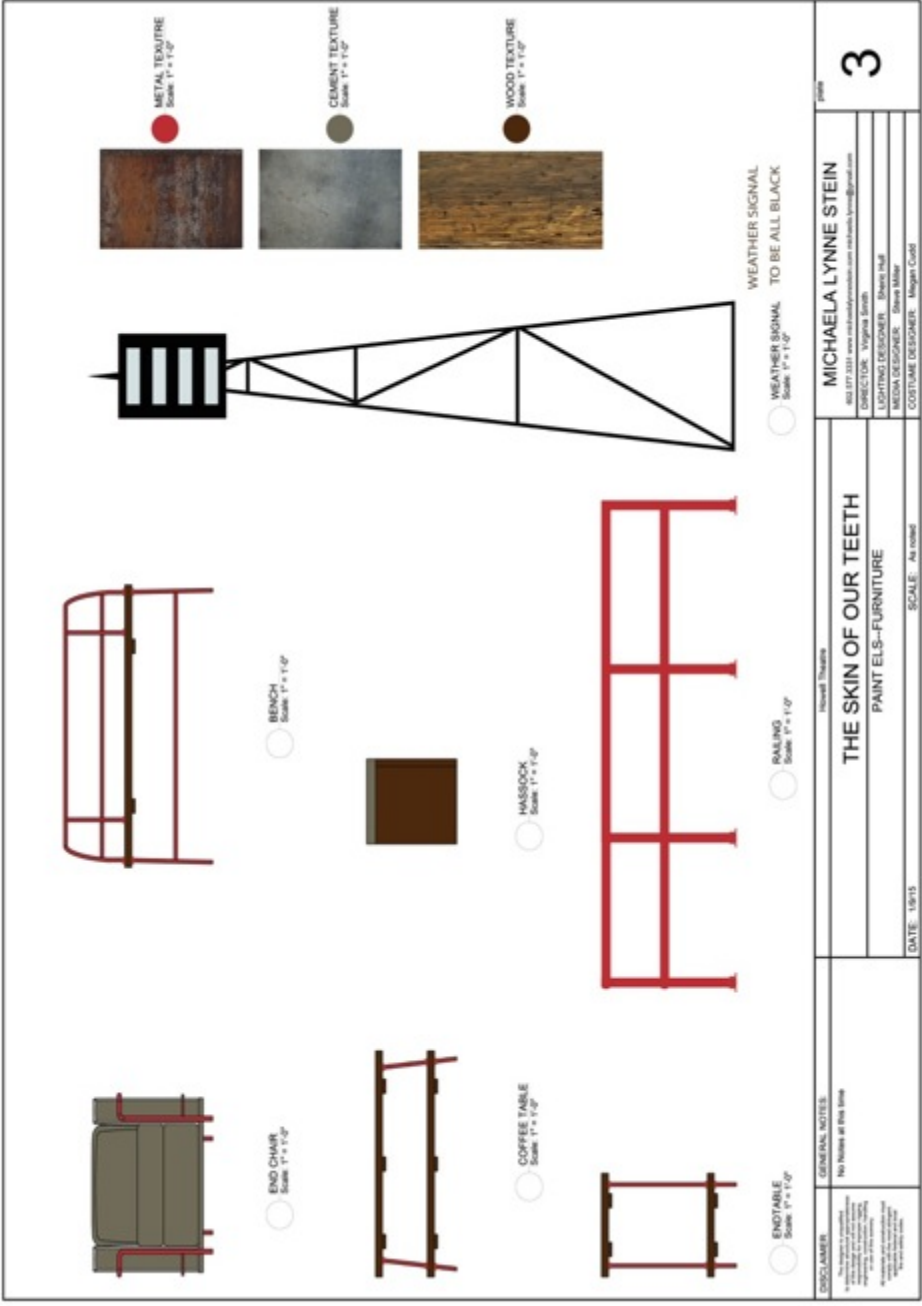 METAL TEXUTRE
Scale: 1" = 1'-0"
CEMENT TEXTURE
Scale: 1" = 1'-0"
WOOD TEXTURE
Scale: 1" = 1'-0"
END CHAIR
Scale: 1" = 1'-0"
BENCH
Scale: 1" = 1'-0"
COFFEE TABLE
Scale: 1" = 1'-0"
HASSOCK
Scale: 1" = 1'-0"
ENDTABLE
Scale: 1" = 1'-0"
RAILING
Scale: 1" = 1'-0"
WEATHER SIGNAL
Scale: 1" = 1'-0"
WEATHER SIGNAL
TO BE ALL BLACK
DISCLAIMER
GENERAL NOTES:
No Notes at this time
Howell Theatre
THE SKIN OF OUR TEETH
PAINT ELS--FURNITURE
DATE: 1/9/15
SCALE: As noted
MICHAELA LYNNE STEIN
DIRECTOR: Virginia Smith
LIGHTING DESIGNER: Sheric Hull
MEDIA DESIGNER: Steve Miller
COSTUME DESIGNER: Megan Cudd
plate
3